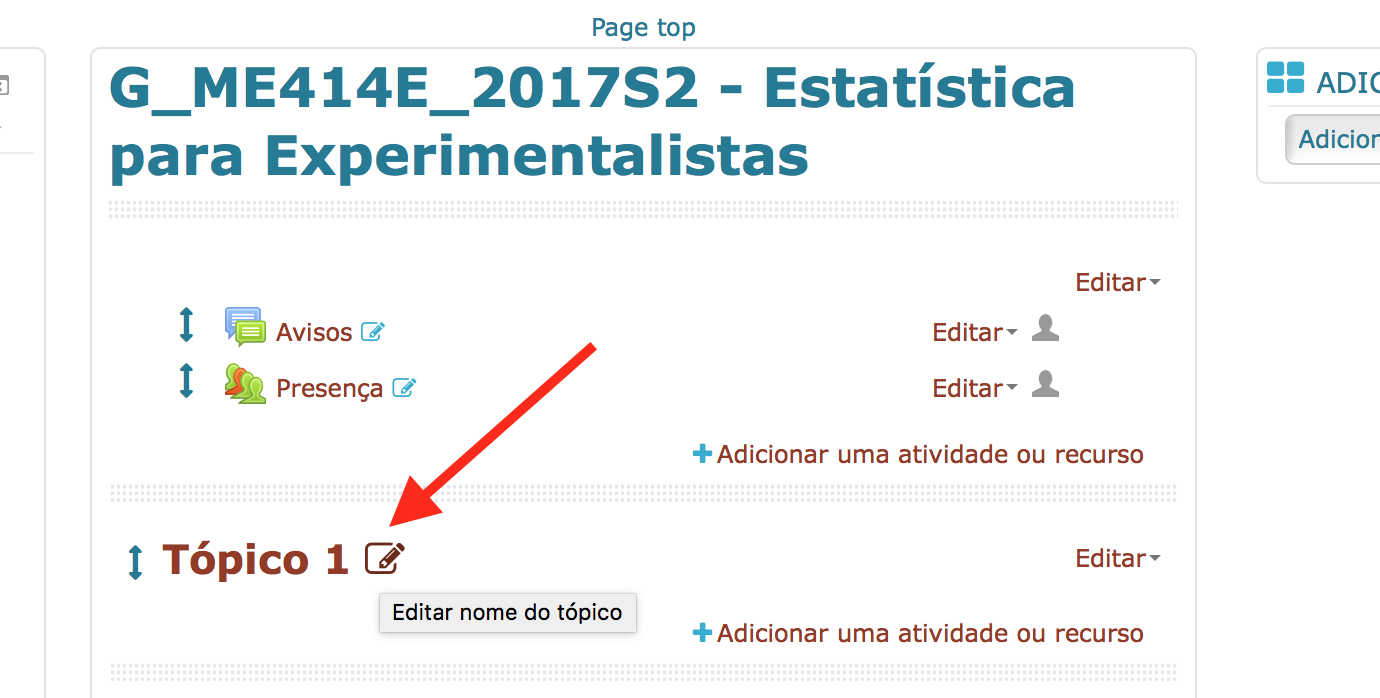 Page top
G_ME414E_2017S2 - Estatística
para Experimentalistas
ADIC
Adicion
Editar
Avisos
Editar
Presença
Editar
Adicionar uma atividade ou recurso
Tópico 1
Editar
Editar nome do tópico
Adicionar uma atividade ou recurso